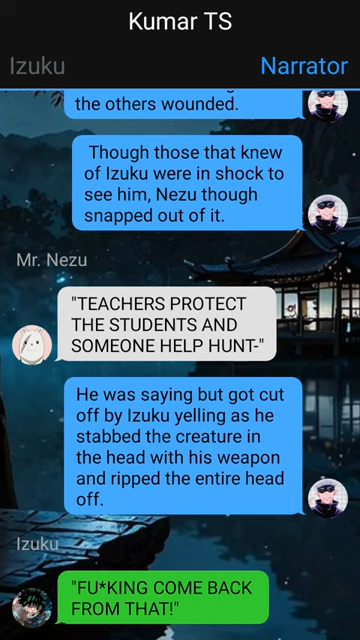 Kumar TS
Izuku
Narrator
the others wounded.
Though those that knew
of Izuku were in shock to
see him, Nezu though
snapped out of it.
Mr. Nezu
"TEACHERS PROTECT
THE STUDENTS AND
SOMEONE HELP HUNT-"
He was saying but got cut
off by Izuku yelling as he
stabbed the creature in
the head with his weapon
and ripped the entire head
off.
Izuku
"FU*KING COME BACK
FROM THAT!"